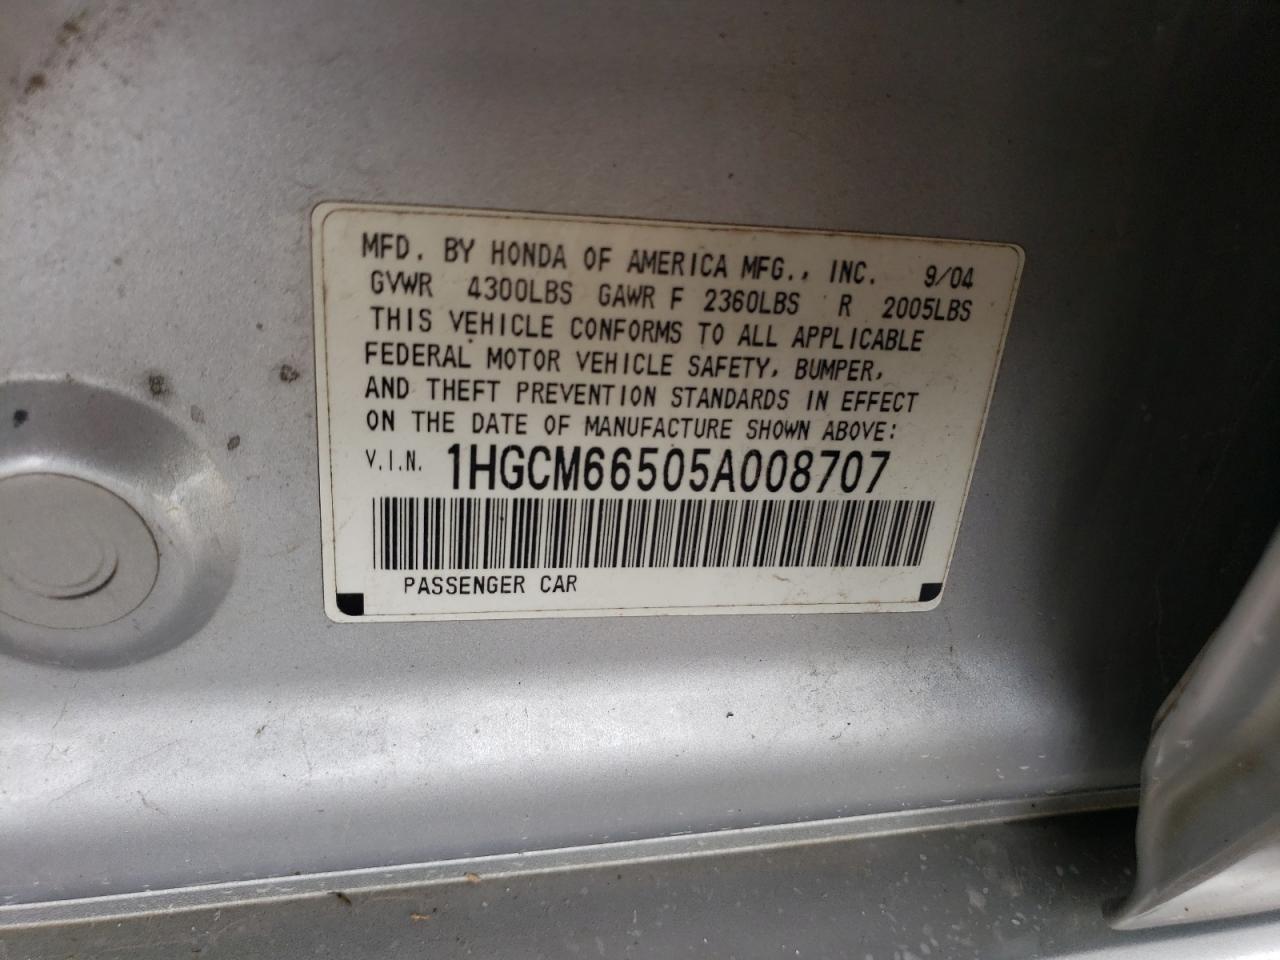 MFD. BY HONDA OF AMERICA MFG., INC. 9/04
GVWR 4300LBS GAWR F 2360LBS R 2005LBS
THIS VEHICLE CONFORMS TO ALL APPLICABLE
FEDERAL MOTOR VEHICLE SAFETY, BUMPER,
AND THEFT PREVENTION STANDARDS IN EFFECT
ON THE DATE OF MANUFACTURE SHOWN ABOVE:
V.I.N. 1HGCM66505A008707
PASSENGER CAR